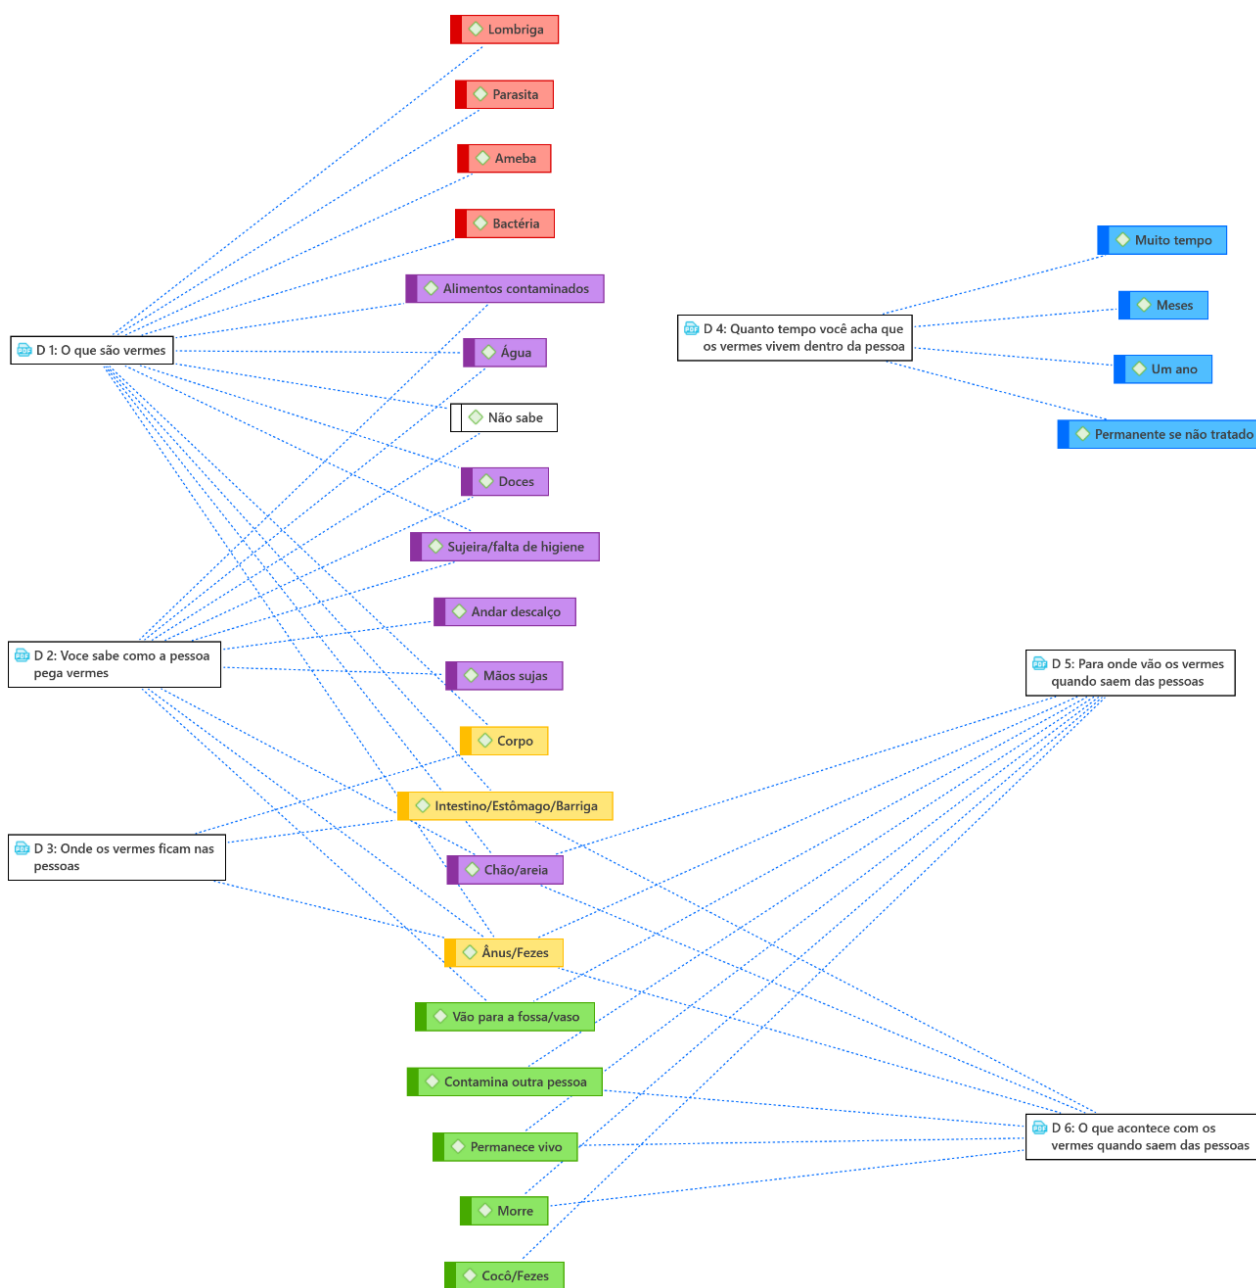 Lombriga
Parasita
Ameba
Bactéria
Alimentos contaminados
D 1: O que são vermes
Água
Não sabe
Doces
Sujeira/falta de higiene
Andar descalço
D 2: Voce sabe como a pessoa
pega vermes
Mãos sujas
Corpo
Intestino/Estômago/Barriga
D 3: Onde os vermes ficam nas
pessoas
Chão/areia
Ânus/Fezes
Vão para a fossa/vaso
Contamina outra pessoa
Permanece vivo
Morre
Cocô/Fezes
Muito tempo
Meses
D 4: Quanto tempo você acha que
os vermes vivem dentro da pessoa
Um ano
Permanente se não tratado
D 5: Para onde vão os vermes
quando saem das pessoas
D 6: O que acontece com os
vermes quando saem das pessoas